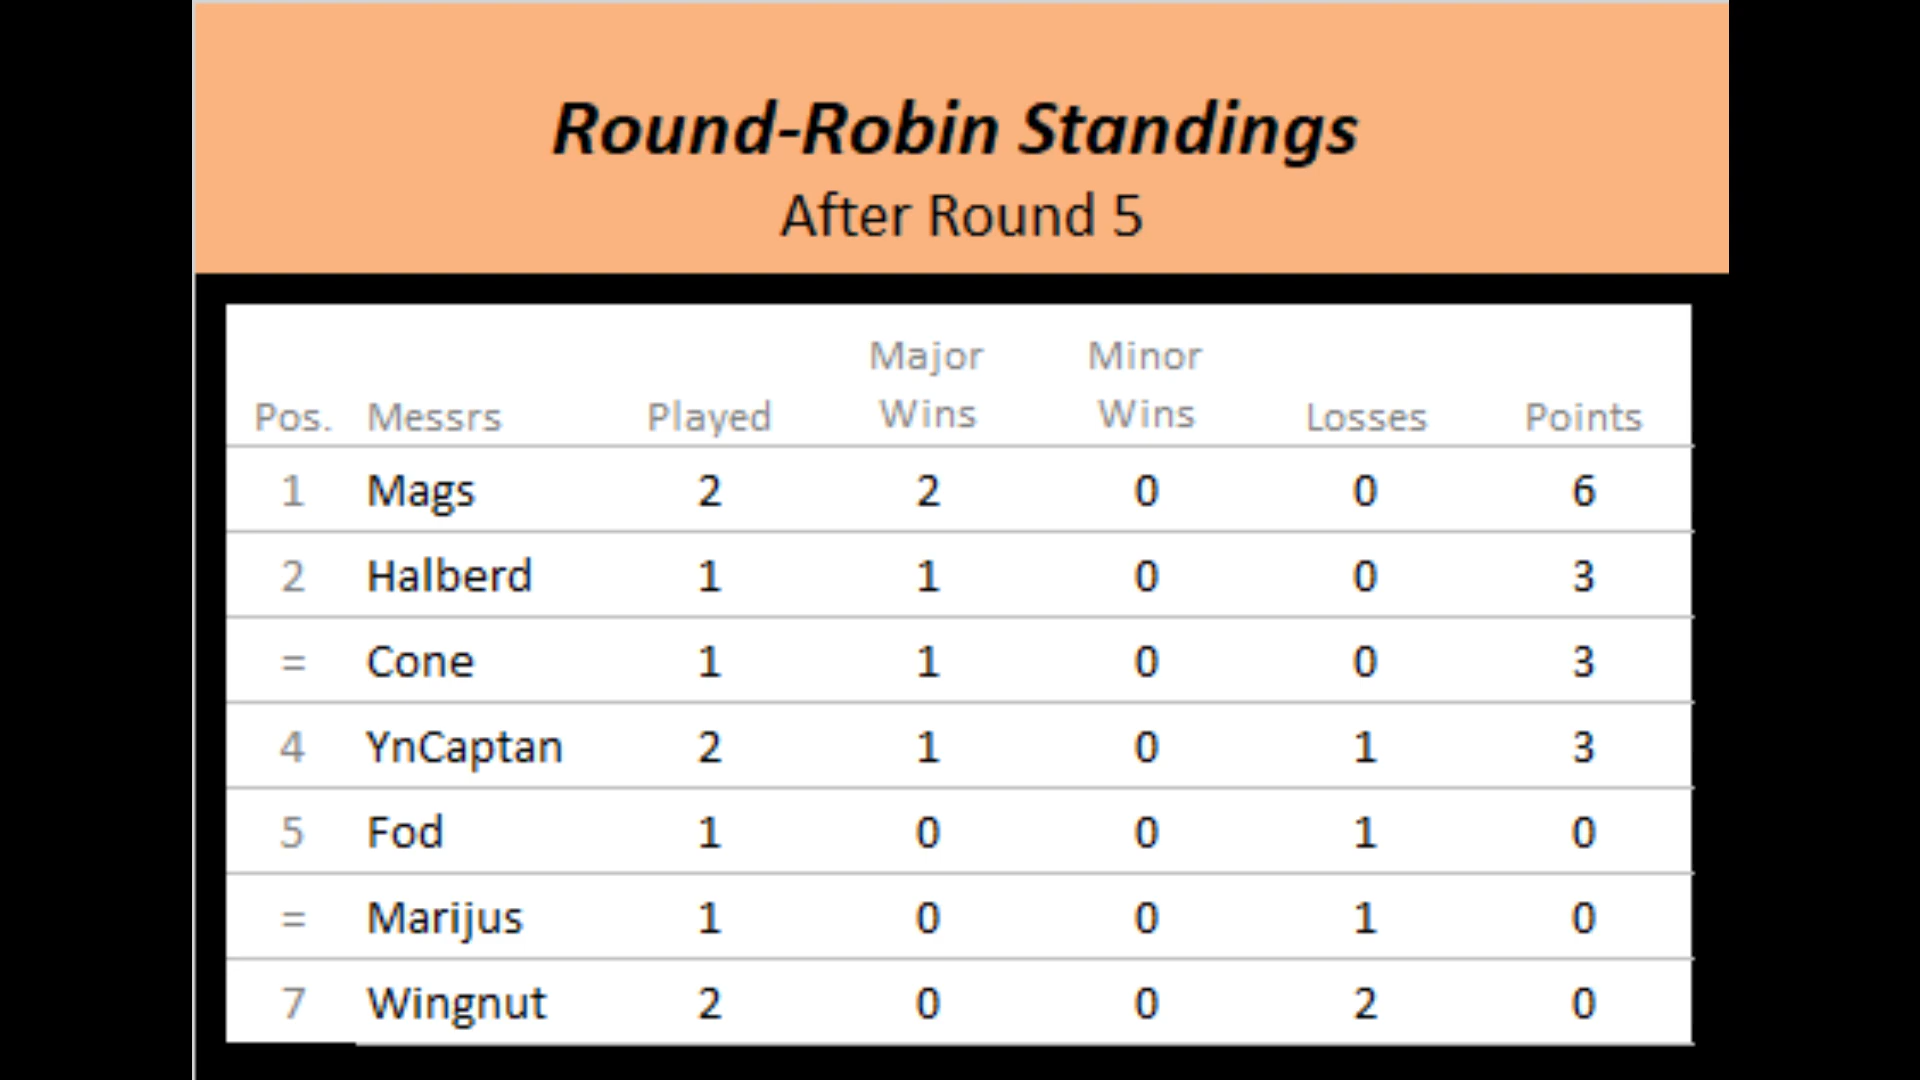 Round-Robin Standings
After Round 5
Pos. Messrs Played Major Wins Minor Wins Losses Points
1 Mags 2 2 0 0 6
2 Halberd 1 1 0 0 3
= Cone 1 1 0 0 3
4 YnCaptan 2 1 0 1 3
5 Fod 1 0 0 1 0
= Marijus 1 0 0 1 0
7 Wingnut 2 0 0 2 0